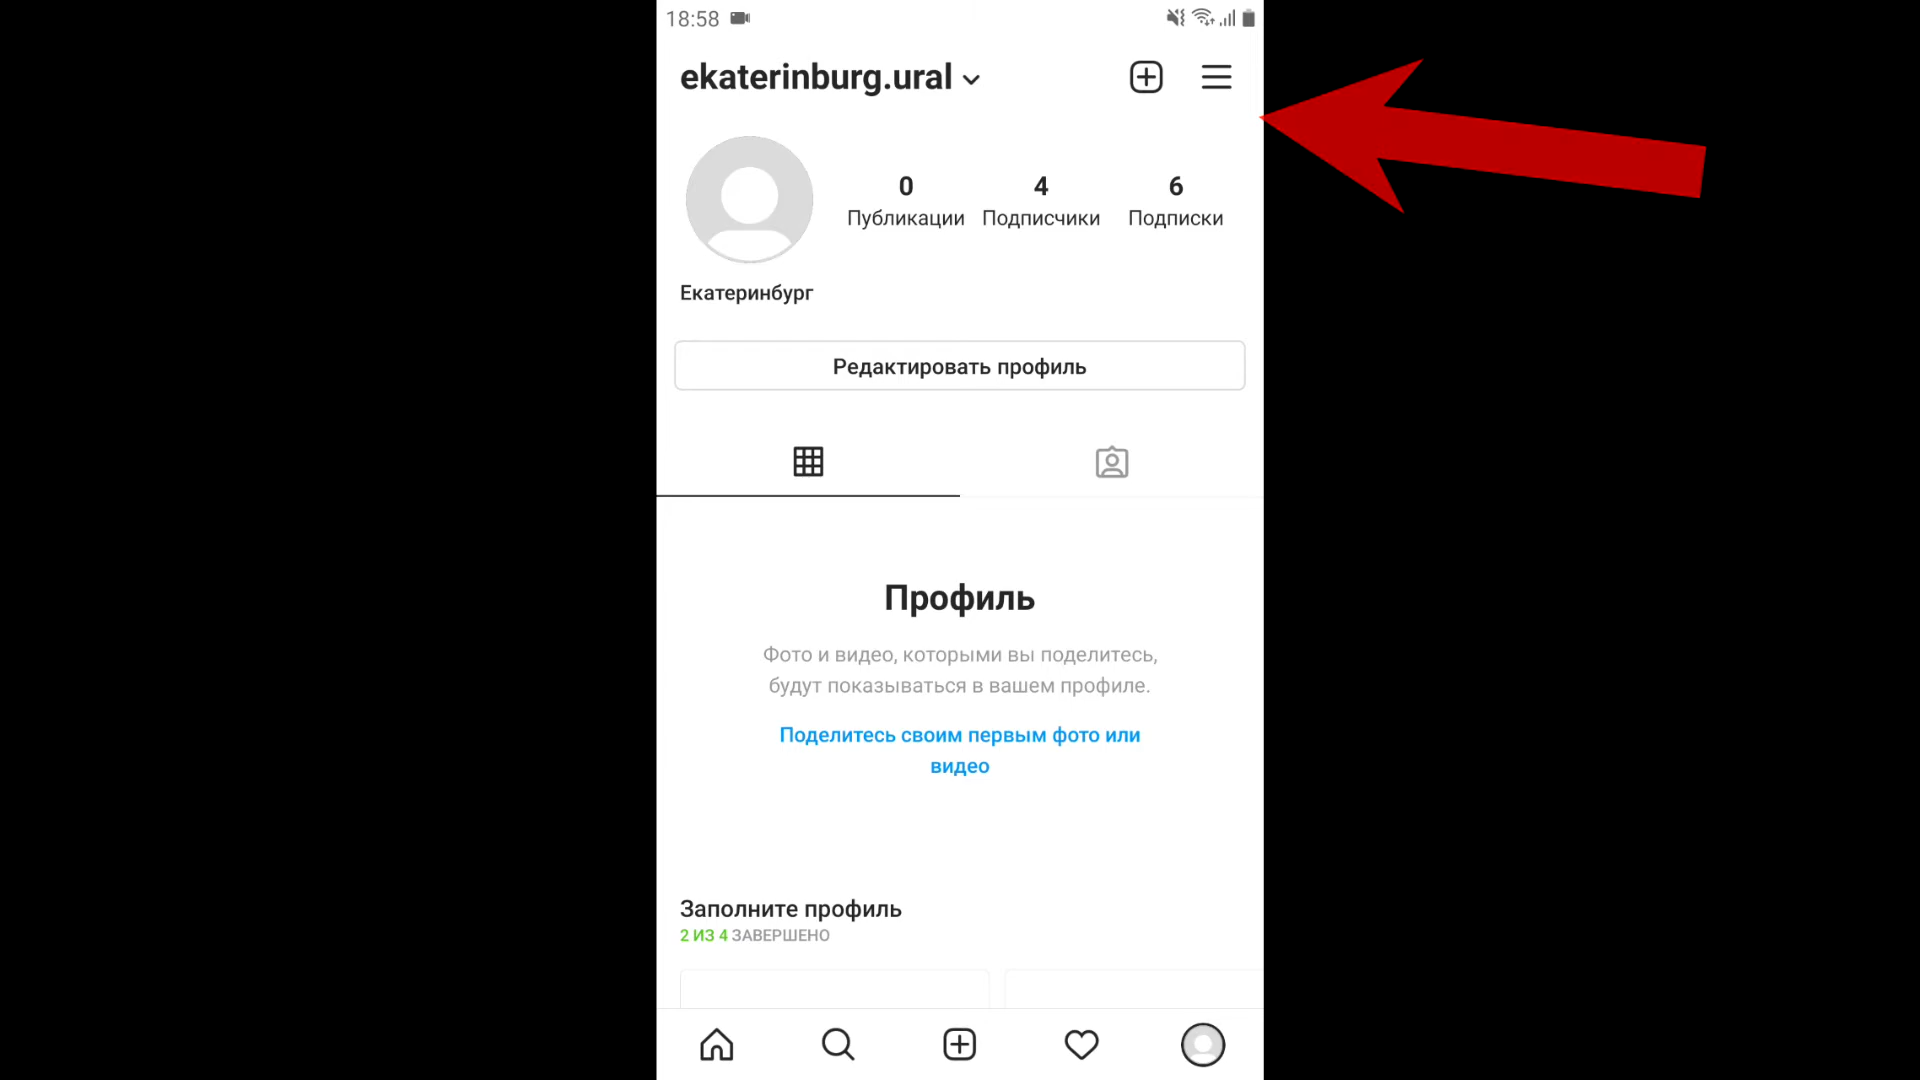 18:58
ekaterinburg.ural
0 4 6
Публикации Подписчики Подписки
Екатеринбург
Редактировать профиль
Профиль
Фото и видео, которыми вы поделитесь,
будут показываться в вашем профиле.
Поделитесь своим первым фото или
видео
Заполните профиль
2 ИЗ 4 ЗАВЕРШЕНО